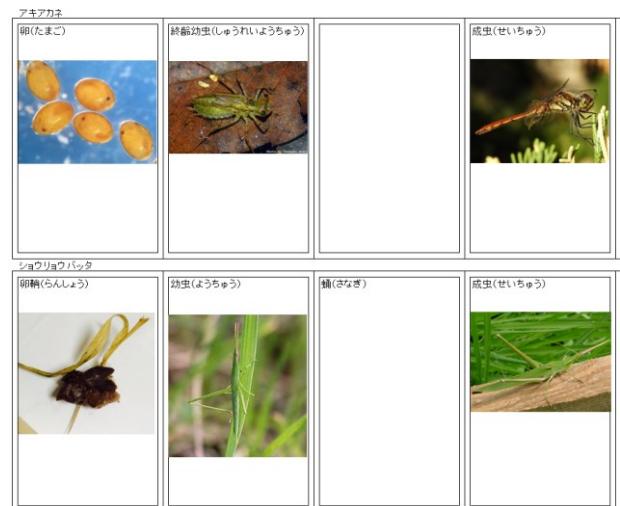 アキアカネ
卵(たまご)
終齢幼虫(しゅうれいようちゅう)
成虫(せいちゅう)
ショウリョウバッタ
卵鞘(らんしょう)
幼虫(ようちゅう)
蛹(さなぎ)
成虫(せいちゅう)